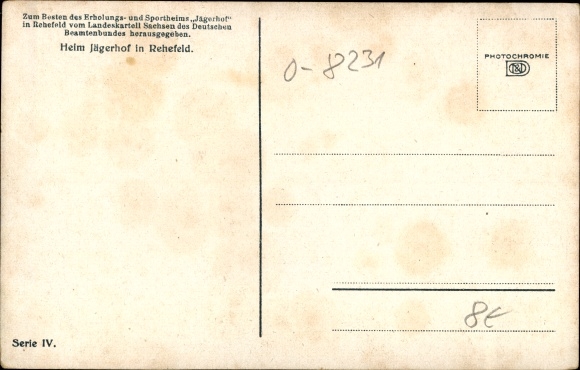 Zum Besten des Erholungs- und Sportheims „Jägerhof"
in Rehefeld vom Landeskartell Sachsen des Deutschen
Beamtenbundes herausgegeben.
Heim Jägerhof in Rehefeld.
0-8231
PHOTOCHROMIE
8€
Serie IV.